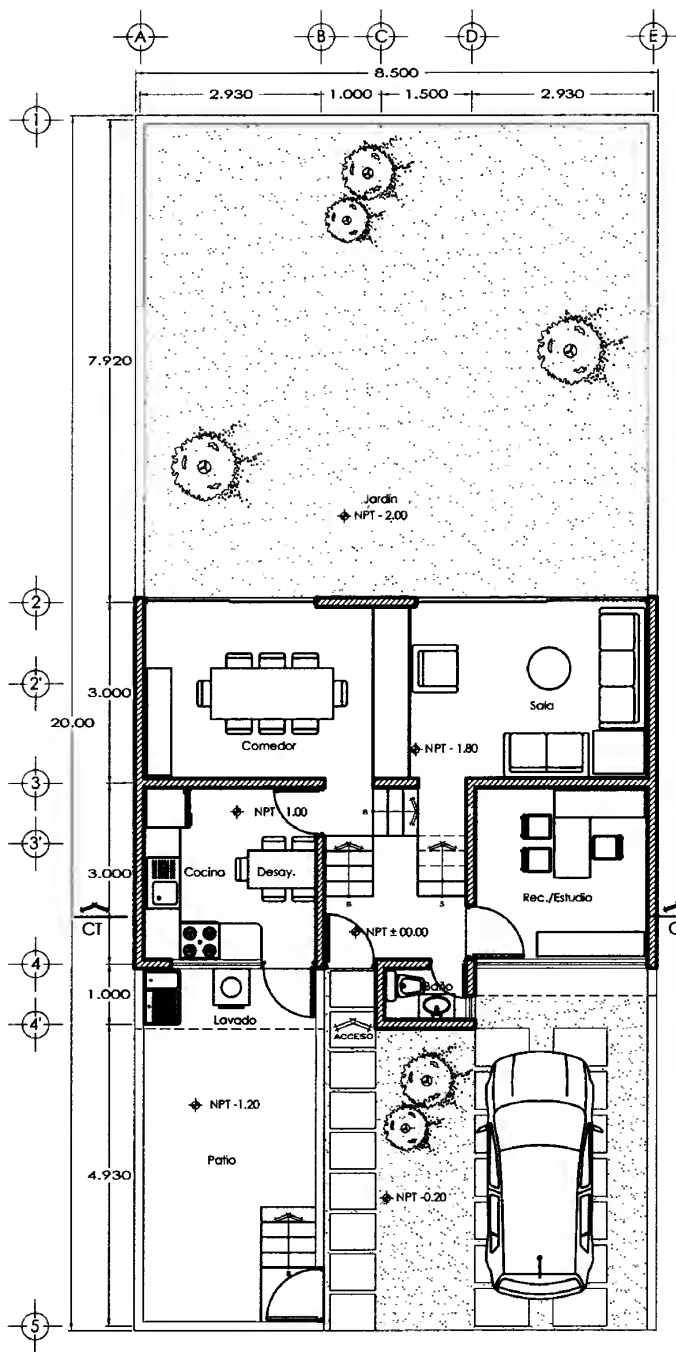 A B C D E
8.500
2.930 1.000 1.500 2.930
1
7.920
Jardín
NPT - 2.00
2
2'
3.000
20.00
Sala
Comedor
NPT - 1.80
3
NPT - 1.00
B
3'
3.000
Cocina Desay.
B S
Rec./Estudio
CT C
NPT ± 00.00
4
Baño
1.000
Lavado
4'
ACCESO
NPT -1.20
Patio
4.930
NPT -0.20
5